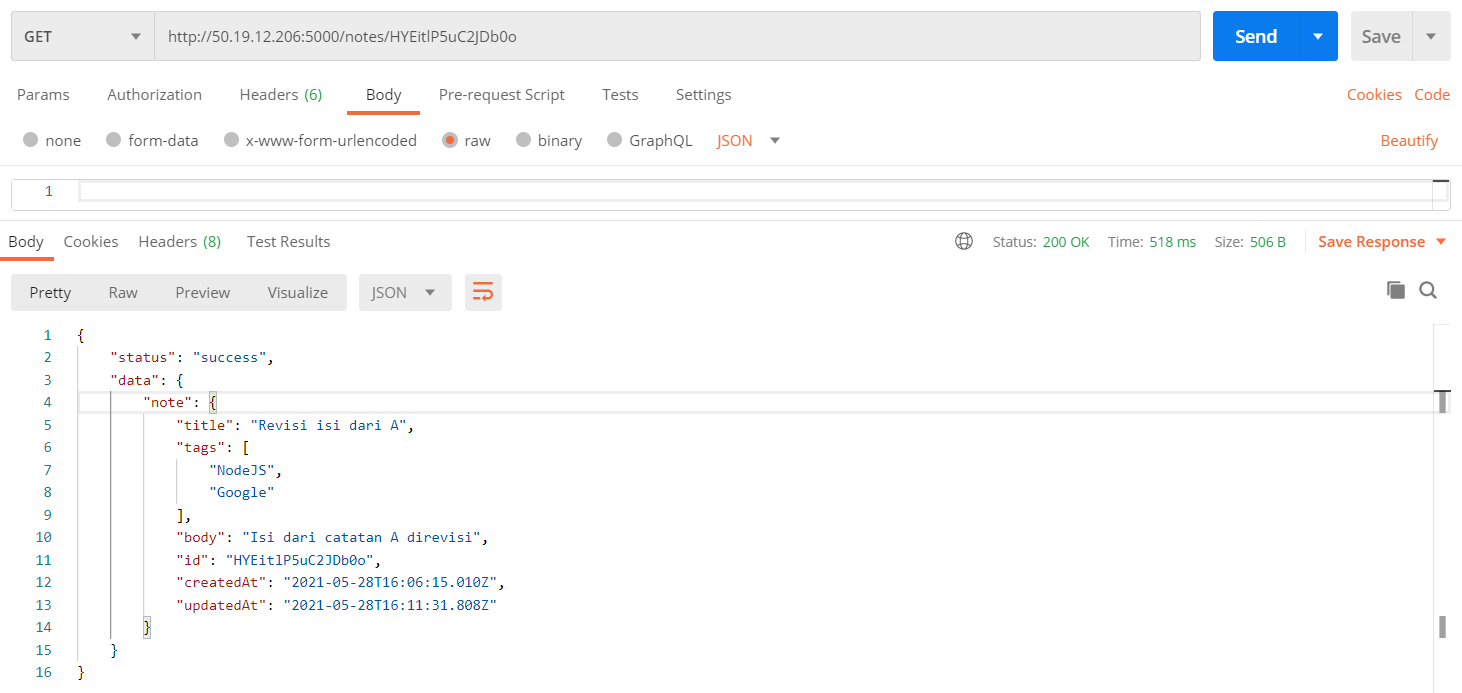 GET http://50.19.12.206:5000/notes/HYEitlP5uC2JDb0o Send Save
Params Authorization Headers (6) Body Pre-request Script Tests Settings Cookies Code
none form-data x-www-form-urlencoded raw binary GraphQL JSON Beautify
1
Body Cookies Headers (8) Test Results Status: 200 OK Time: 518 ms Size: 506 B Save Response
Pretty Raw Preview Visualize JSON
1 {
2 "status": "success",
3 "data": {
4 "note": {
5 "title": "Revisi isi dari A",
6 "tags": [
7 "NodeJS",
8 "Google"
9 ],
10 "body": "Isi dari catatan A direvisi",
11 "id": "HYEitlP5uC2JDb0o",
12 "createdAt": "2021-05-28T16:06:15.010Z",
13 "updatedAt": "2021-05-28T16:11:31.808Z"
14 }
15 }
16 }